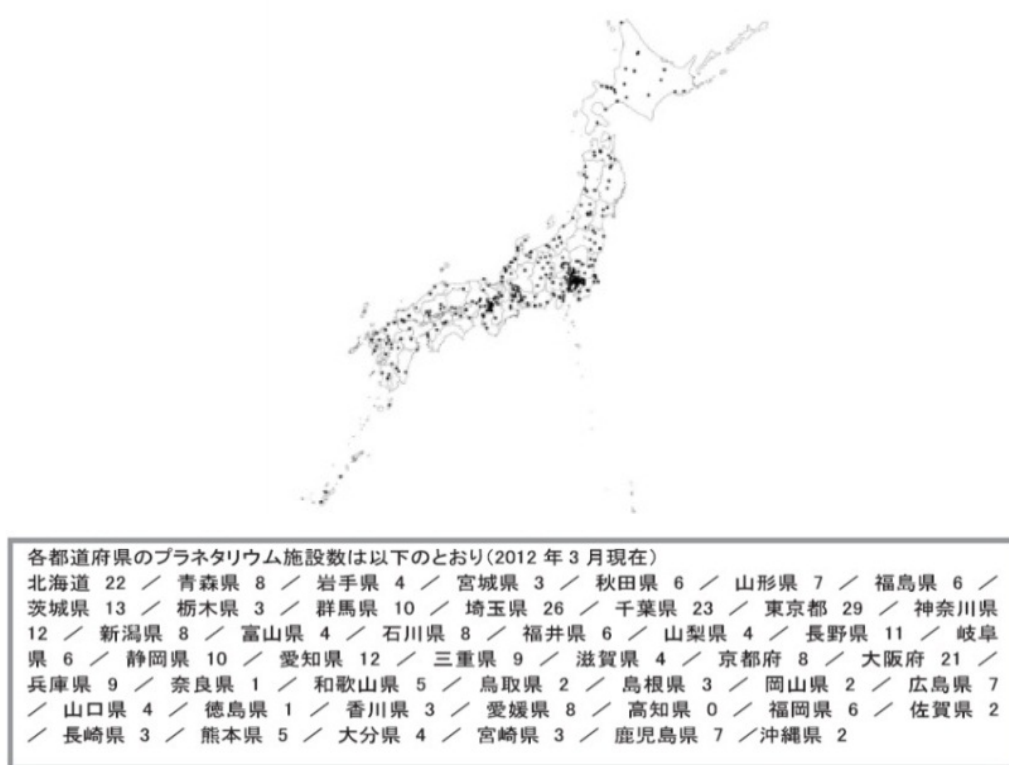 各都道府県のプラネタリウム施設数は以下のとおり(2012 年 3 月現在)
北海道 22 ／ 青森県 8 ／ 岩手県 4 ／ 宮城県 3 ／ 秋田県 6 ／ 山形県 7 ／ 福島県 6 ／
茨城県 13 ／ 栃木県 3 ／ 群馬県 10 ／ 埼玉県 26 ／ 千葉県 23 ／ 東京都 29 ／ 神奈川県
12 ／ 新潟県 8 ／ 富山県 4 ／ 石川県 8 ／ 福井県 6 ／ 山梨県 4 ／ 長野県 11 ／ 岐阜
県 6 ／ 静岡県 10 ／ 愛知県 12 ／ 三重県 9 ／ 滋賀県 4 ／ 京都府 8 ／ 大阪府 21 ／
兵庫県 9 ／ 奈良県 1 ／ 和歌山県 5 ／ 鳥取県 2 ／ 島根県 3 ／ 岡山県 2 ／ 広島県 7
／ 山口県 4 ／ 徳島県 1 ／ 香川県 3 ／ 愛媛県 8 ／ 高知県 0 ／ 福岡県 6 ／ 佐賀県 2
／ 長崎県 3 ／ 熊本県 5 ／ 大分県 4 ／ 宮崎県 3 ／ 鹿児島県 7 ／沖縄県 2